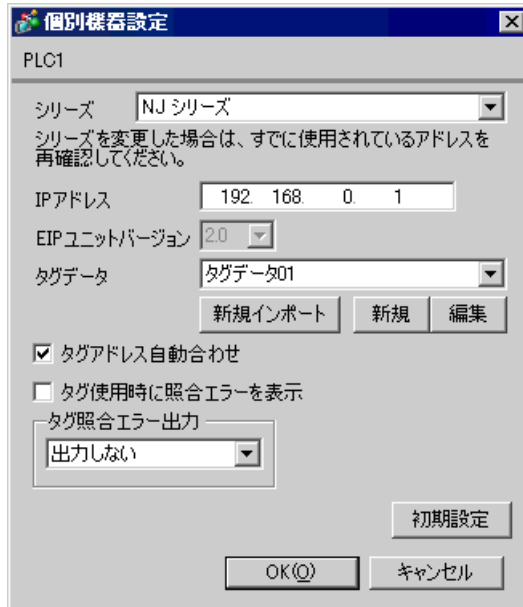 個別機器設定
PLC1
シリーズ NJ シリーズ
シリーズを変更した場合は、すでに使用されているアドレスを
再確認してください。
IPアドレス 192. 168. 0. 1
EIPユニットバージョン 2.0
タグデータ タグデータ01
新規インポート 新規 編集
タグアドレス自動合わせ
タグ使用時に照合エラーを表示
タグ照合エラー出力
出力しない
初期設定
OK(O) キャンセル